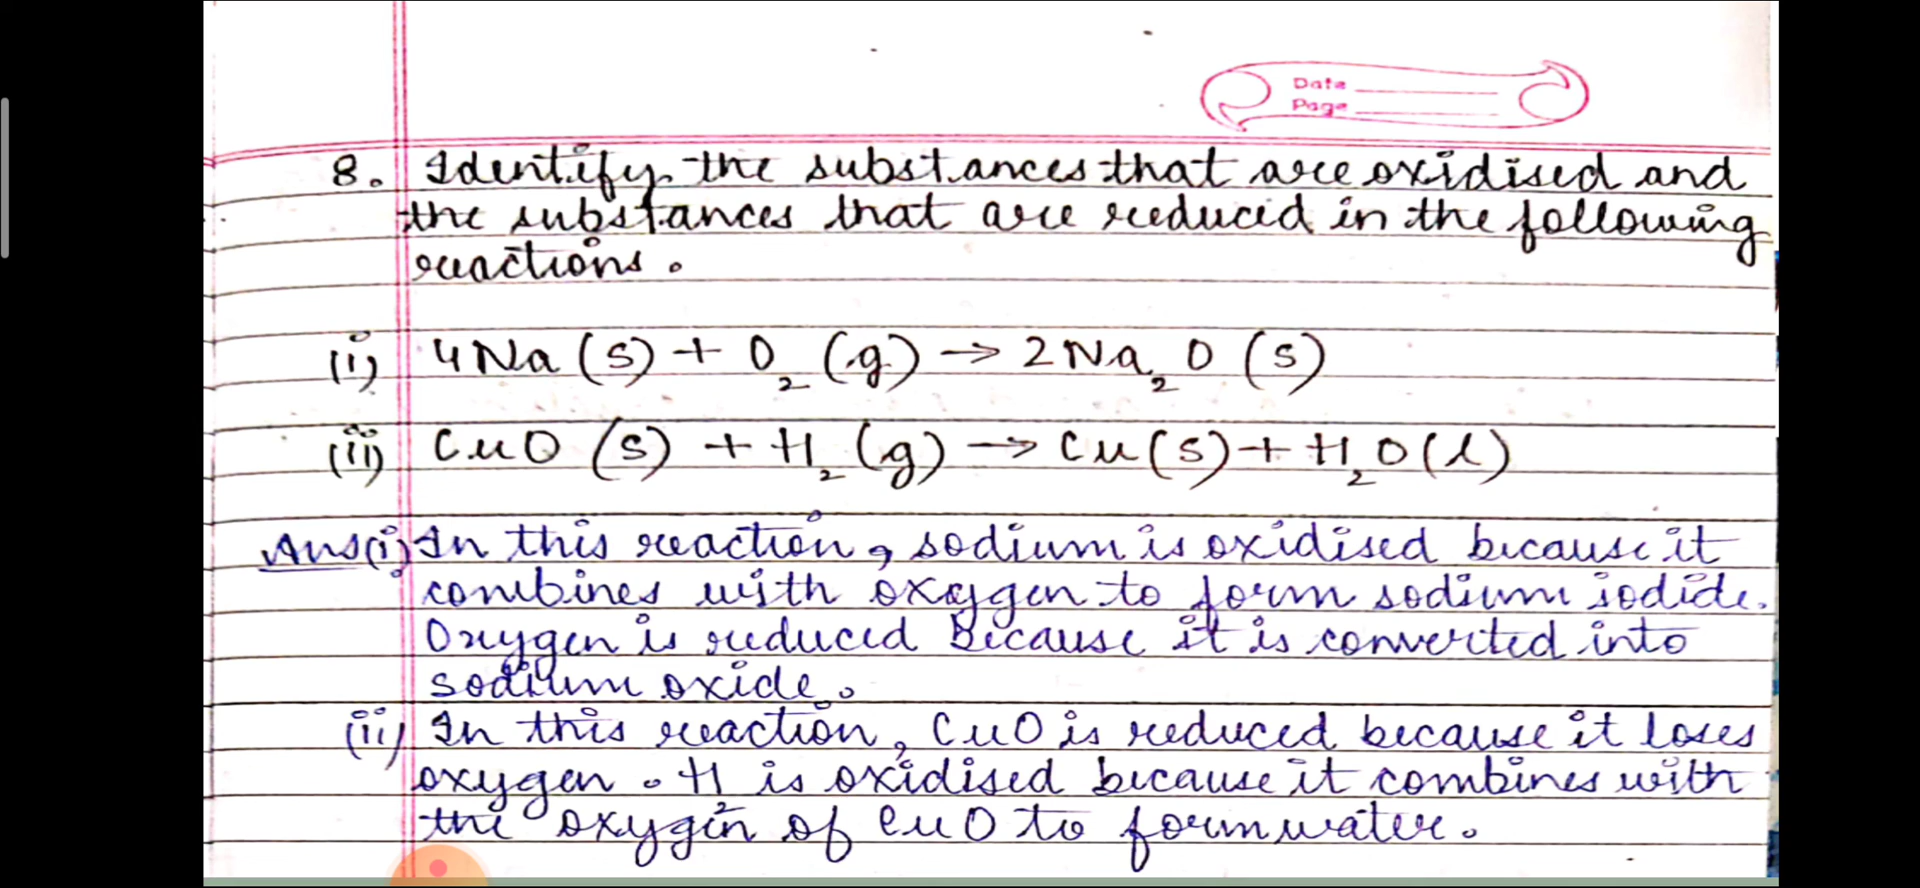 Date
Page
8. Identify the substances that are oxidised and
the substances that are reduced in the following
reactions.
(i) 4Na (s) + O₂ (g) → 2Na₂O (s)
(ii) CuO (s) + H₂ (g) → Cu (s) + H₂O (l)
Ans (i) In this reaction, sodium is oxidised because it
combines with oxygen to form sodium iodide.
Oxygen is reduced because it is converted into
sodium oxide.
(ii) In this reaction, CuO is reduced because it loses
oxygen. H₂ is oxidised because it combines with
the oxygen of CuO to form water.